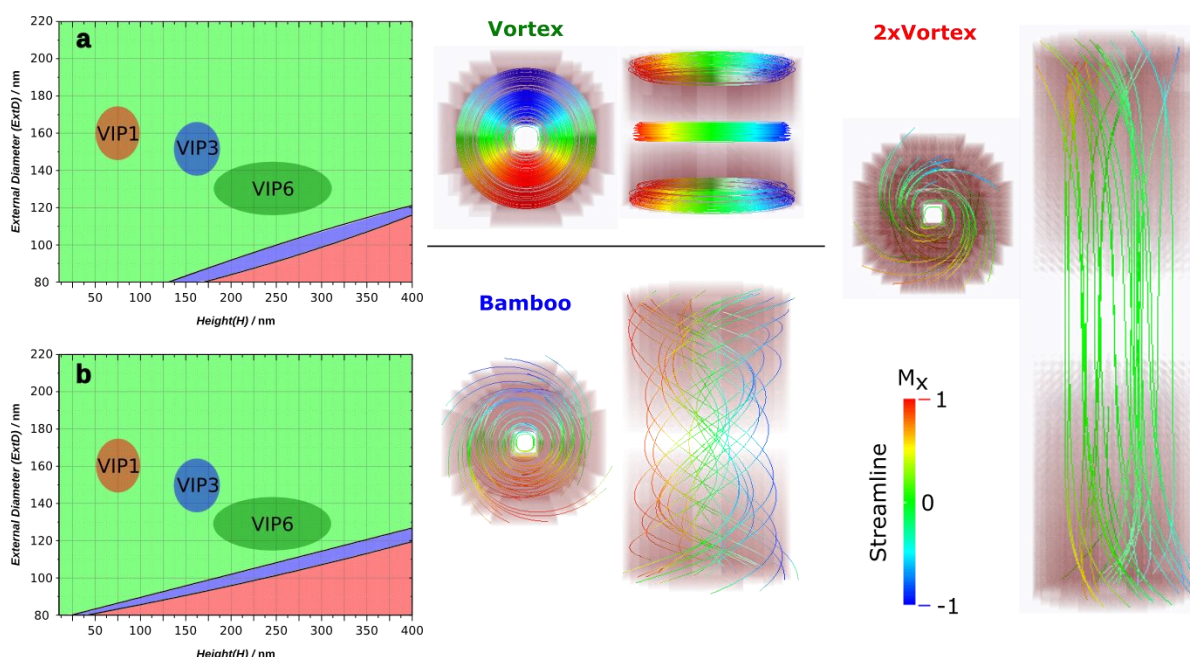 a
External Diameter (ExtD) / nm
220
200
180
160
140
120
100
80
VIP1
VIP3
VIP6
50
100
150
200
250
300
350
400
Height(H) / nm
b
External Diameter (ExtD) / nm
220
200
180
160
140
120
100
80
VIP1
VIP3
VIP6
50
100
150
200
250
300
350
400
Height(H) / nm
Vortex
Bamboo
2xVortex
Streamline
Mx
1
0
-1